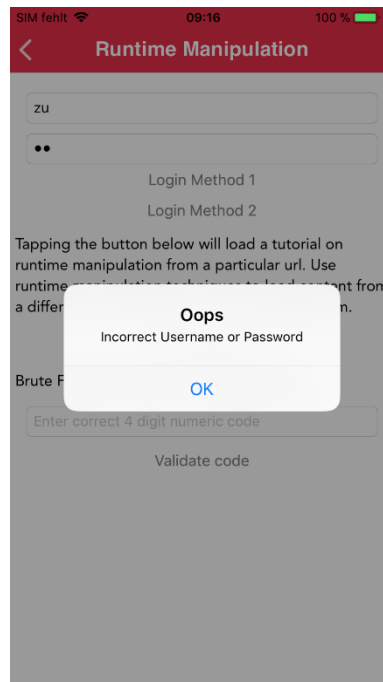 SIM fehlt 09:16 100 %
Runtime Manipulation
zu
••
Login Method 1
Login Method 2
Tapping the button below will load a tutorial on
runtime manipulation from a particular url. Use
runtime manipulation techniques to load content from
a differ m.
Oops
Incorrect Username or Password
OK
Brute F
Enter correct 4 digit numeric code
Validate code